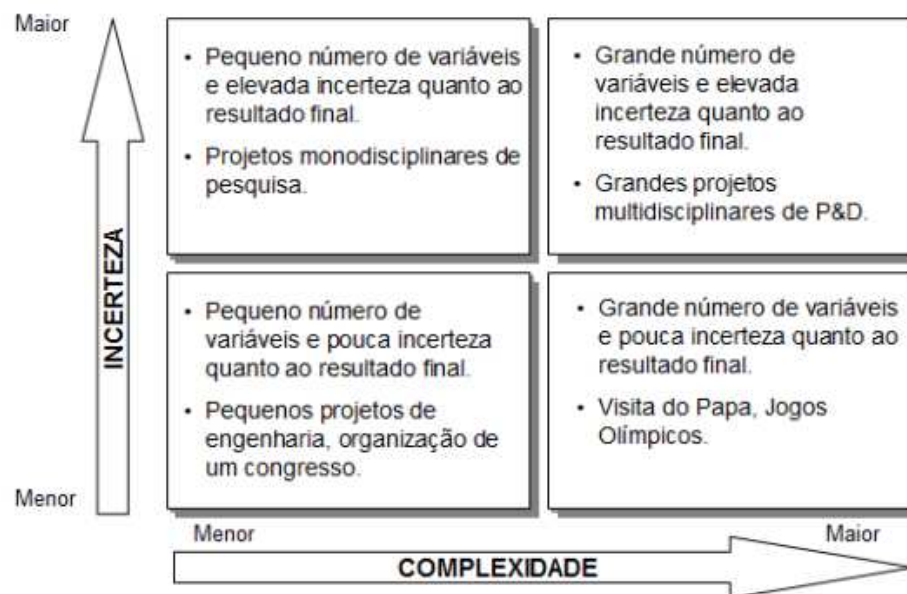 Maior
• Pequeno número de variáveis
e elevada incerteza quanto ao
resultado final.
• Projetos monodisciplinares de
pesquisa.
• Grande número de
variáveis e elevada
incerteza quanto ao
resultado final.
• Grandes projetos
multidisciplinares de P&D.
INCERTEZA
• Pequeno número de
variáveis e pouca incerteza
quanto ao resultado final.
• Pequenos projetos de
engenharia, organização de
um congresso.
• Grande número de variáveis
e pouca incerteza quanto ao
resultado final.
• Visita do Papa, Jogos
Olímpicos.
Menor
Menor
Maior
COMPLEXIDADE